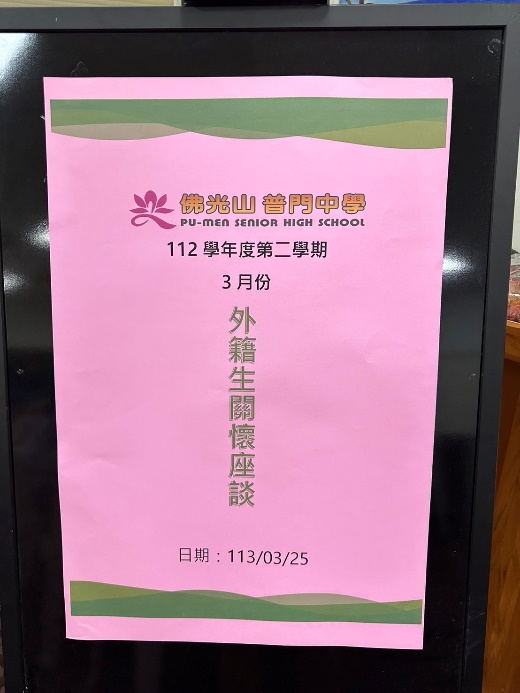 佛光山 普門中學
PU-MEN SENIOR HIGH SCHOOL
112 學年度第二學期
3 月份
外籍生關懷座談
日期：113/03/25